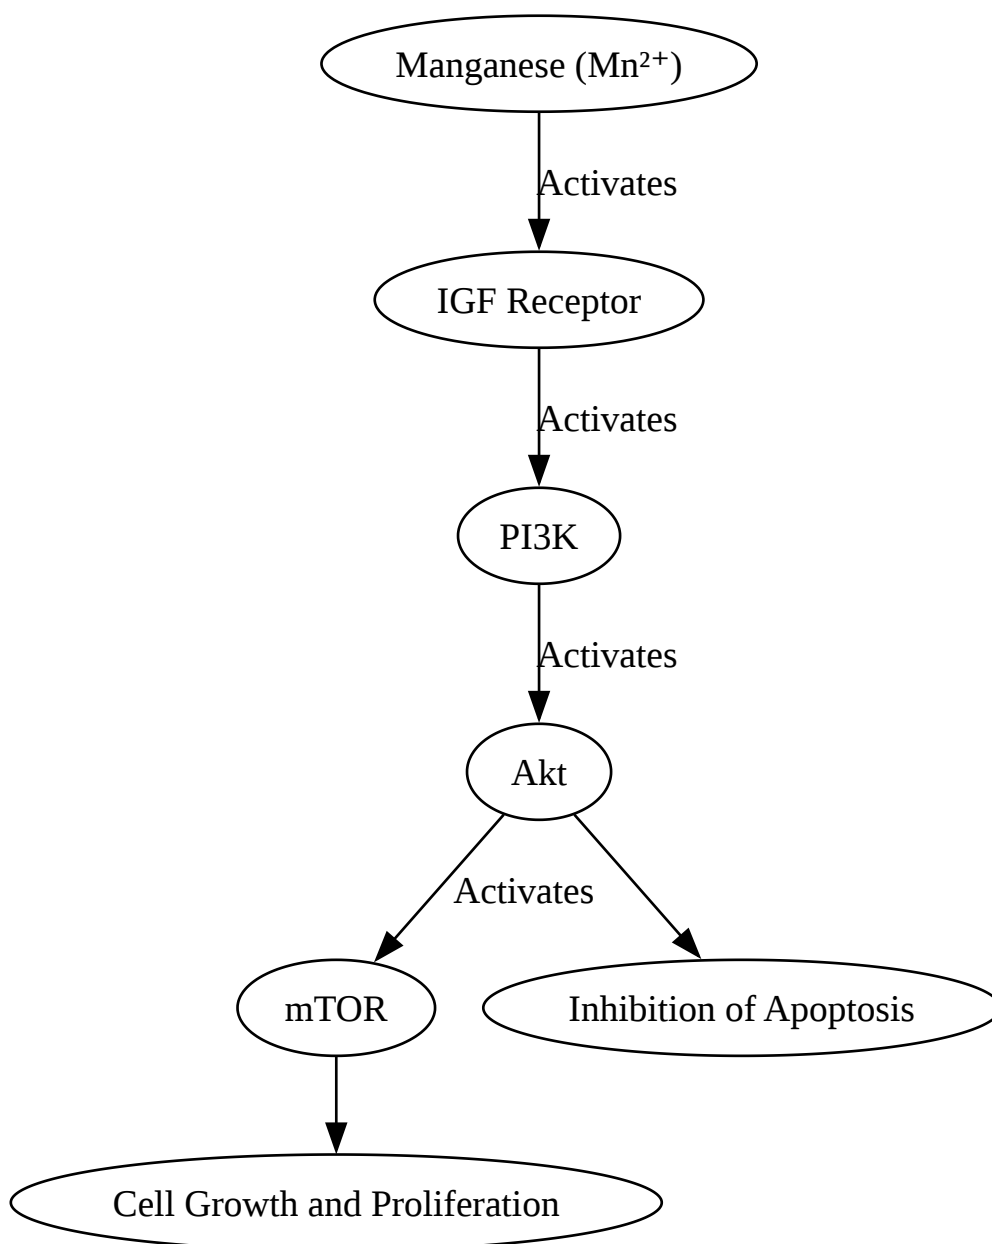 Manganese (Mn²⁺)
Activates
IGF Receptor
Activates
PI3K
Activates
Akt
Activates
mTOR
Inhibition of Apoptosis
Cell Growth and Proliferation